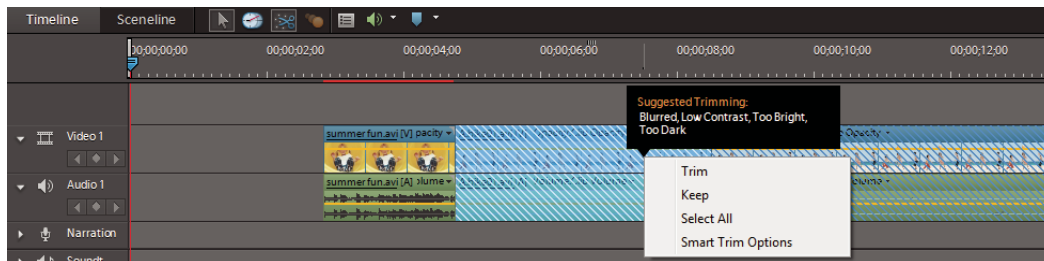 Timeline Sceneline
00;00;00;00 00;00;02;00 00;00;04;00 00;00;06;00 00;00;08;00 00;00;10;00 00;00;12;00
Suggested Trimming:
Blurred, Low Contrast, Too Bright,
Too Dark
Video 1
summer fun.avi [V] pacity
Opacity
Trim
Audio 1
summer fun.avi [A] olume
Keep
Select All
Narration
Smart Trim Options